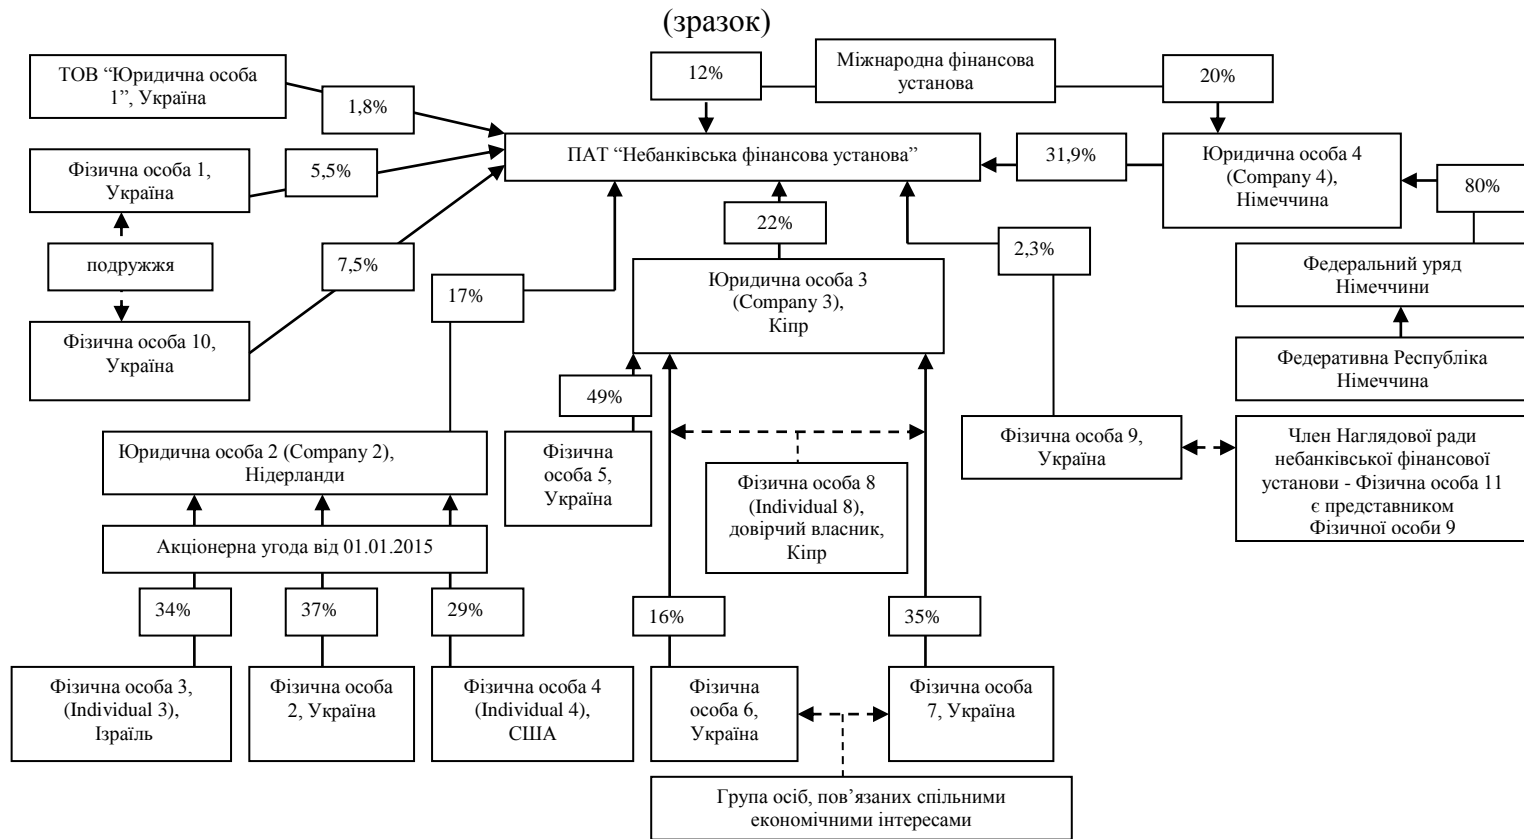 (зразок)
ТОВ “Юридична особа
1”, Україна
1,8%
12%
Міжнародна фінансова
установа
20%
ПАТ “Небанківська фінансова установа”
31,9%
Юридична особа 4
(Company 4),
Німеччина
80%
Фізична особа 1,
Україна
5,5%
подружжя
7,5%
Фізична особа 10,
Україна
17%
22%
2,3%
Юридична особа 3
(Company 3),
Кіпр
Федеральний уряд
Німеччини
Федеративна Республіка
Німеччина
49%
Юридична особа 2 (Company 2),
Нідерланди
Фізична
особа 5,
Україна
Фізична особа 8
(Individual 8),
довірчий власник,
Кіпр
Фізична особа 9,
Україна
Член Наглядової ради
небанківської фінансової
установи - Фізична особа 11
є представником
Фізичної особи 9
Акціонерна угода від 01.01.2015
34%
37%
29%
16%
35%
Фізична особа 3,
(Individual 3),
Ізраїль
Фізична особа
2, Україна
Фізична особа 4
(Individual 4),
США
Фізична
особа 6,
Україна
Фізична особа
7, Україна
Група осіб, пов’язаних спільними
економічними інтересами